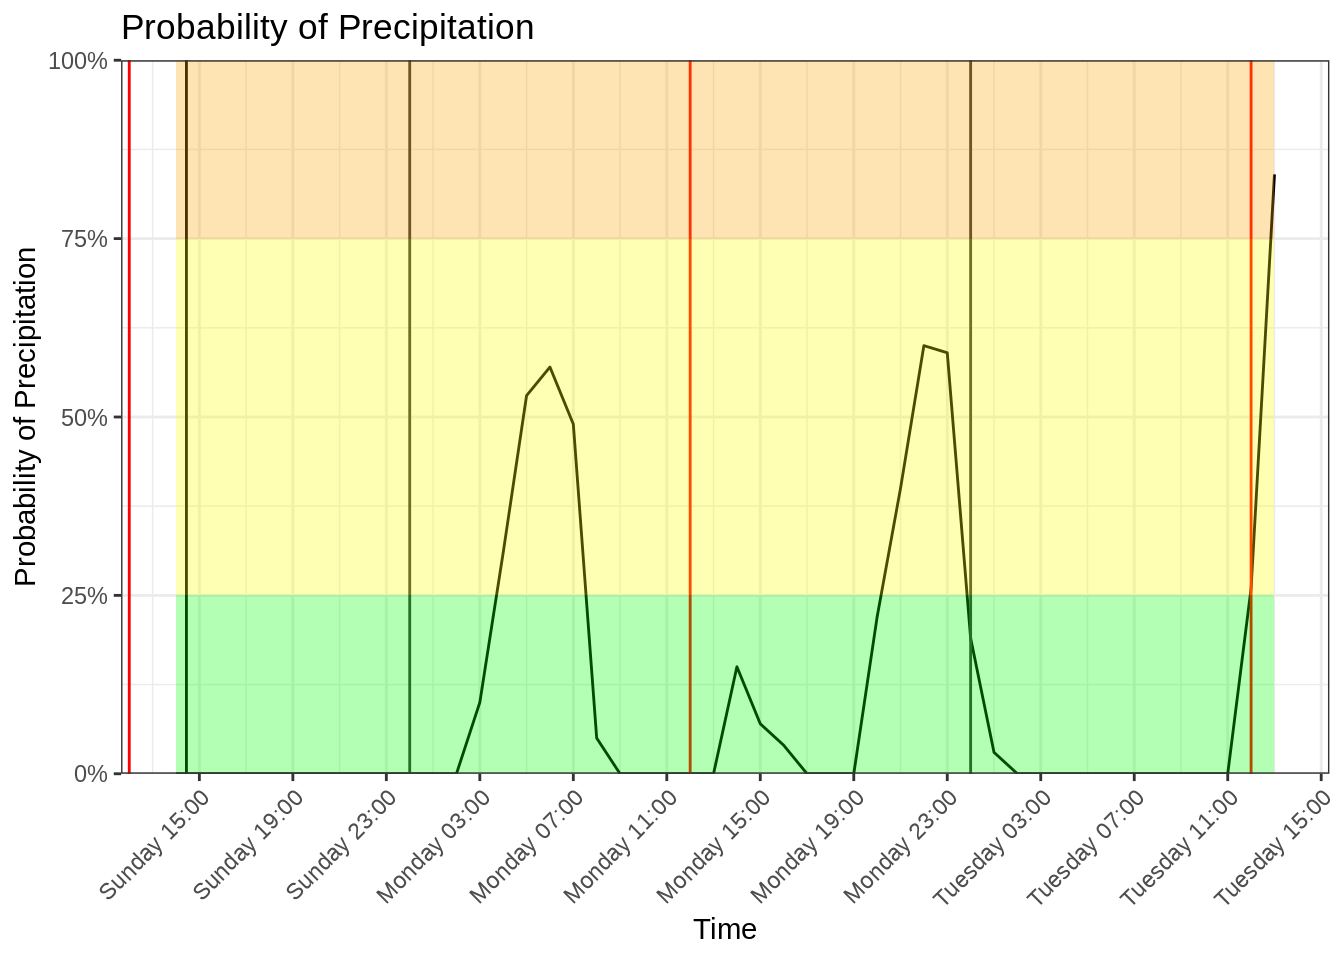 Probability of Precipitation
Probability of Precipitation
100%
75%
50%
25%
0%
Sunday 15:00
Sunday 19:00
Sunday 23:00
Monday 03:00
Monday 07:00
Monday 11:00
Monday 15:00
Monday 19:00
Monday 23:00
Tuesday 03:00
Tuesday 07:00
Tuesday 11:00
Tuesday 15:00
Time